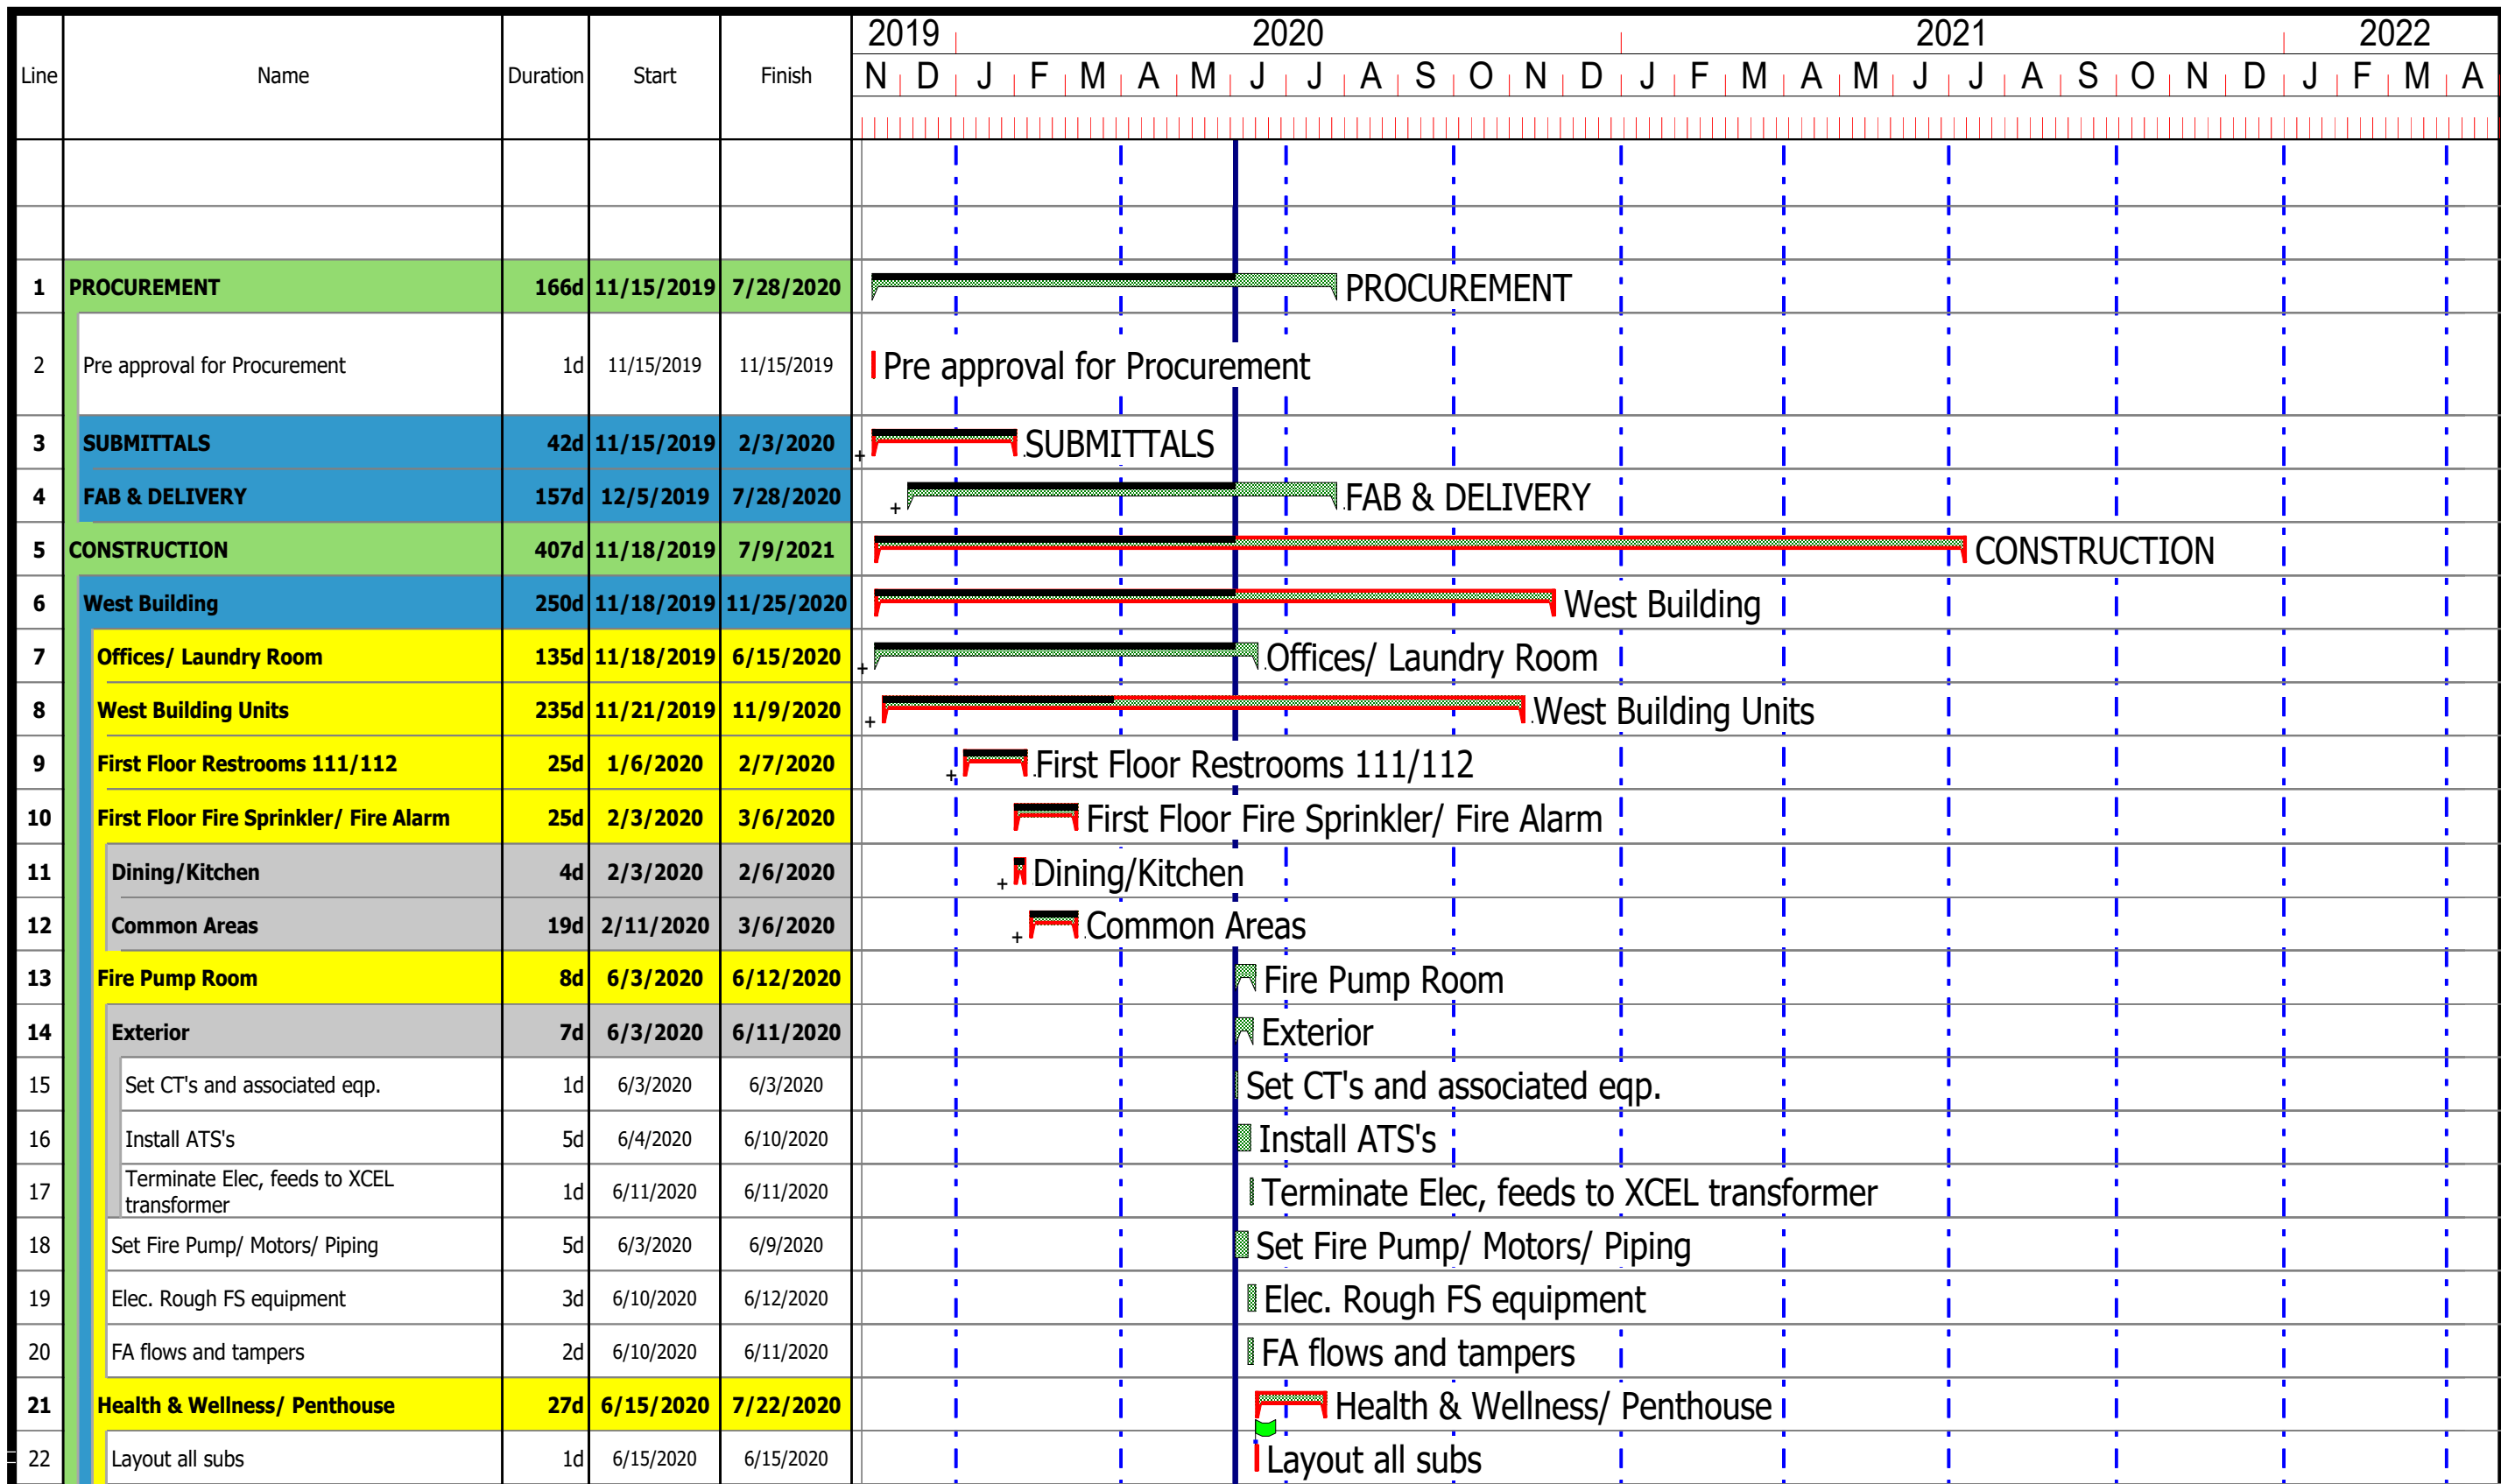 2019 2020 2021 2022
Line Name Duration Start Finish N D J F M A M J J A S O N D J F M A M J J A S O N D J F M A
1 PROCUREMENT 166d 11/15/2019 7/28/2020 PROCUREMENT
2 Pre approval for Procurement 1d 11/15/2019 11/15/2019 Pre approval for Procurement
3 SUBMITTALS 42d 11/15/2019 2/3/2020 + SUBMITTALS
4 FAB & DELIVERY 157d 12/5/2019 7/28/2020 + FAB & DELIVERY
5 CONSTRUCTION 407d 11/18/2019 7/9/2021 CONSTRUCTION
6 West Building 250d 11/18/2019 11/25/2020 West Building
7 Offices/ Laundry Room 135d 11/18/2019 6/15/2020 + Offices/ Laundry Room
8 West Building Units 235d 11/21/2019 11/9/2020 + West Building Units
9 First Floor Restrooms 111/112 25d 1/6/2020 2/7/2020 + First Floor Restrooms 111/112
10 First Floor Fire Sprinkler/ Fire Alarm 25d 2/3/2020 3/6/2020 First Floor Fire Sprinkler/ Fire Alarm
11 Dining/Kitchen 4d 2/3/2020 2/6/2020 + Dining/Kitchen
12 Common Areas 19d 2/11/2020 3/6/2020 + Common Areas
13 Fire Pump Room 8d 6/3/2020 6/12/2020 Fire Pump Room
14 Exterior 7d 6/3/2020 6/11/2020 Exterior
15 Set CT's and associated eqp. 1d 6/3/2020 6/3/2020 Set CT's and associated eqp.
16 Install ATS's 5d 6/4/2020 6/10/2020 Install ATS's
17 Terminate Elec, feeds to XCEL
transformer 1d 6/11/2020 6/11/2020 Terminate Elec, feeds to XCEL transformer
18 Set Fire Pump/ Motors/ Piping 5d 6/3/2020 6/9/2020 Set Fire Pump/ Motors/ Piping
19 Elec. Rough FS equipment 3d 6/10/2020 6/12/2020 Elec. Rough FS equipment
20 FA flows and tampers 2d 6/10/2020 6/11/2020 FA flows and tampers
21 Health & Wellness/ Penthouse 27d 6/15/2020 7/22/2020 Health & Wellness/ Penthouse
22 Layout all subs 1d 6/15/2020 6/15/2020 Layout all subs